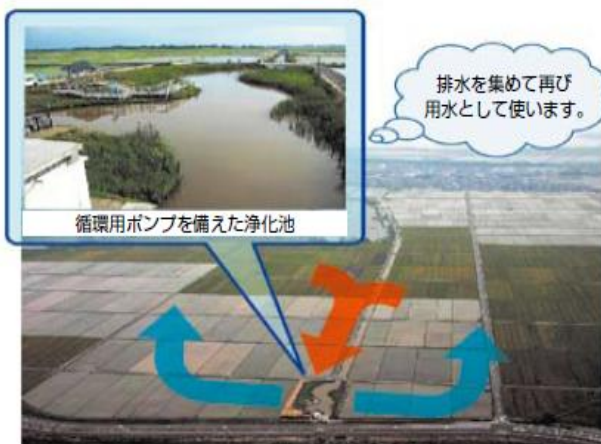 排水を集めて再び
用水として使います。
循環用ポンプを備えた浄化池